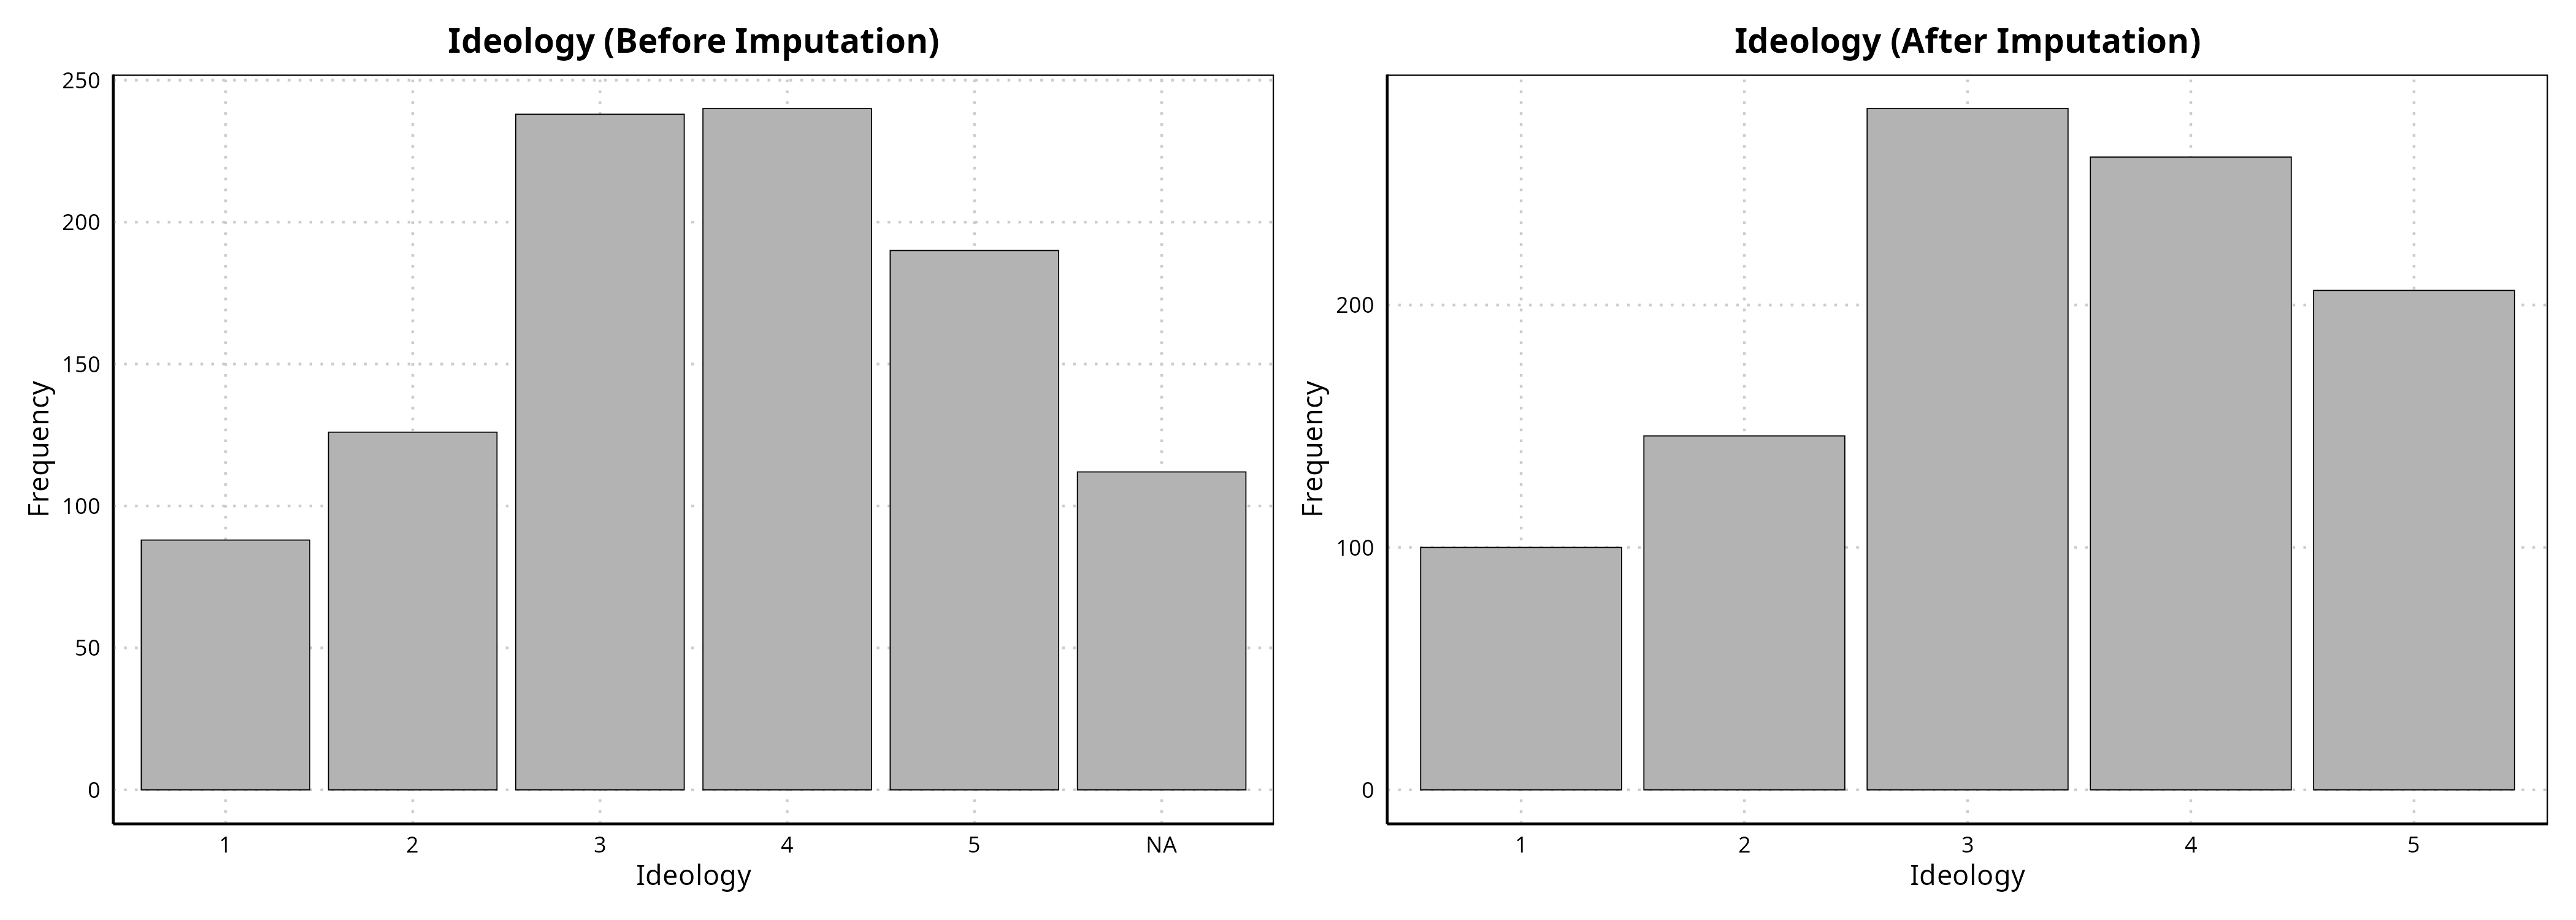 Ideology (Before Imputation)
250
200
150
100
50
0
Frequency
1 2 3 4 5 NA
Ideology
Ideology (After Imputation)
200
100
0
Frequency
1 2 3 4 5
Ideology